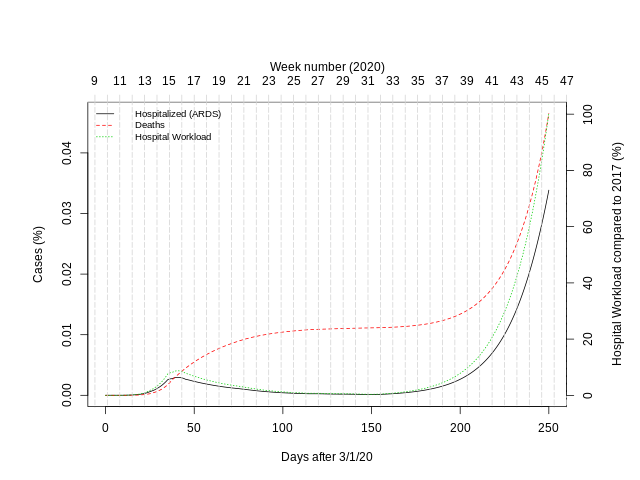 Week number (2020)
9 11 13 15 17 19 21 23 25 27 29 31 33 35 37 39 41 43 45 47
Hospitalized (ARDS)
Deaths
Hospital Workload
Cases (%)
0.00 0.01 0.02 0.03 0.04
Hospital Workload compared to 2017 (%)
0 20 40 60 80 100
0 50 100 150 200 250
Days after 3/1/20